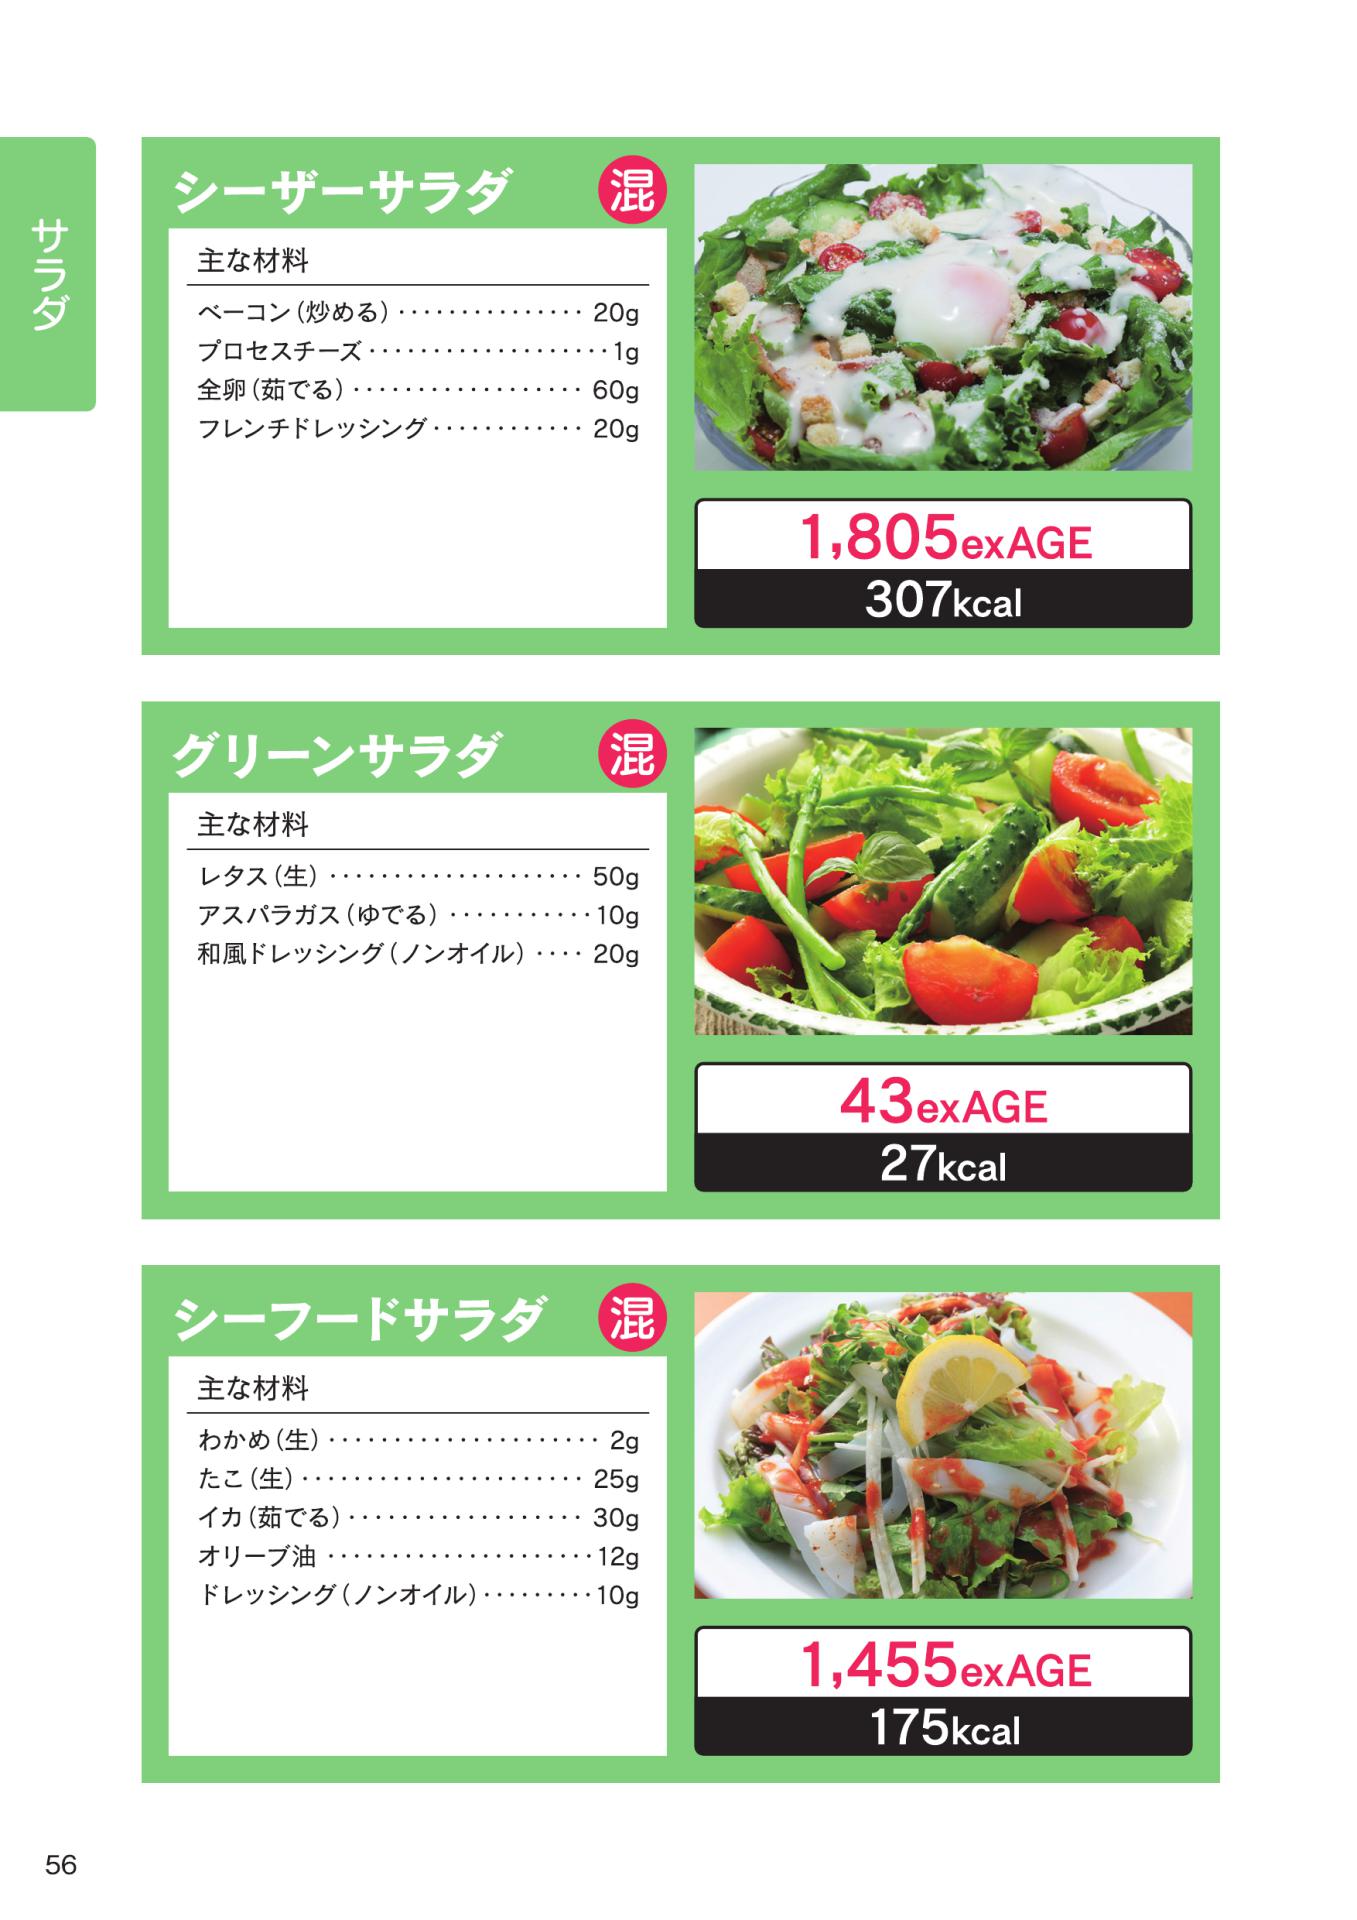 サラダ
シーザーサラダ 混
主な材料
ベーコン（炒める）・・・・・・・・・・・・・・・ 20g
プロセスチーズ・・・・・・・・・・・・・・・・・・・1g
全卵（茹でる）・・・・・・・・・・・・・・・・・・ 60g
フレンチドレッシング・・・・・・・・・・・・ 20g
1,805exAGE
307kcal
グリーンサラダ 混
主な材料
レタス（生）・・・・・・・・・・・・・・・・・・・・ 50g
アスパラガス（ゆでる）・・・・・・・・・・・10g
和風ドレッシング（ノンオイル）・・・・ 20g
43exAGE
27kcal
シーフードサラダ 混
主な材料
わかめ（生）・・・・・・・・・・・・・・・・・・・・・ 2g
たこ（生）・・・・・・・・・・・・・・・・・・・・・・ 25g
イカ（茹でる）・・・・・・・・・・・・・・・・・・ 30g
オリーブ油 ・・・・・・・・・・・・・・・・・・・・・12g
ドレッシング（ノンオイル）・・・・・・・・・10g
1,455exAGE
175kcal
56